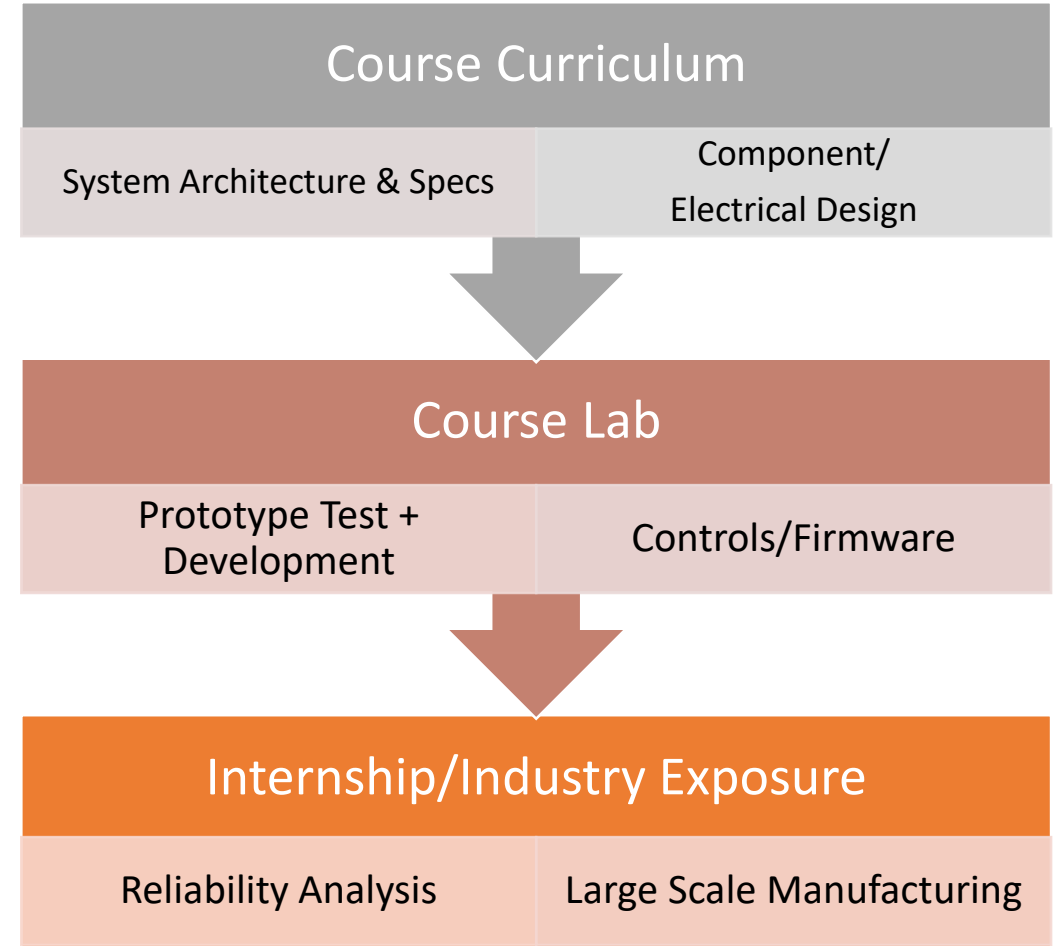 Course Curriculum
System Architecture & Specs
Component/
Electrical Design
Course Lab
Prototype Test +
Development
Controls/Firmware
Internship/Industry Exposure
Reliability Analysis
Large Scale Manufacturing